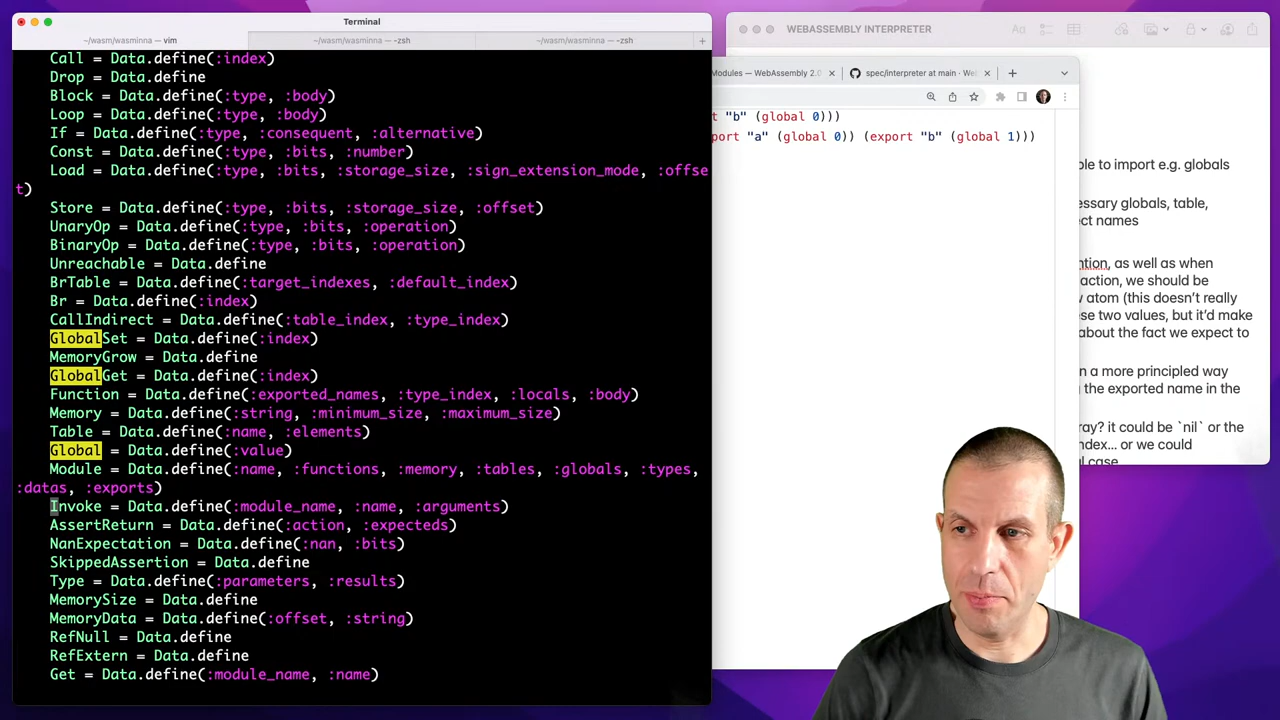 Terminal
~/wasm/wasminna — vim
~/wasm/wasminna — -zsh
~/wasm/wasminna — -zsh
+
Call = Data.define(:index)
Drop = Data.define
Block = Data.define(:type, :body)
Loop = Data.define(:type, :body)
If = Data.define(:type, :consequent, :alternative)
Const = Data.define(:type, :bits, :number)
Load = Data.define(:type, :bits, :storage_size, :sign_extension_mode, :offse
t)
Store = Data.define(:type, :bits, :storage_size, :offset)
UnaryOp = Data.define(:type, :bits, :operation)
BinaryOp = Data.define(:type, :bits, :operation)
Unreachable = Data.define
BrTable = Data.define(:target_indexes, :default_index)
Br = Data.define(:index)
CallIndirect = Data.define(:table_index, :type_index)
GlobalSet = Data.define(:index)
MemoryGrow = Data.define
GlobalGet = Data.define(:index)
Function = Data.define(:exported_names, :type_index, :locals, :body)
Memory = Data.define(:string, :minimum_size, :maximum_size)
Table = Data.define(:name, :elements)
Global = Data.define(:value)
Module = Data.define(:name, :functions, :memory, :tables, :globals, :types,
:datas, :exports)
Invoke = Data.define(:module_name, :name, :arguments)
AssertReturn = Data.define(:action, :expecteds)
NanExpectation = Data.define(:nan, :bits)
SkippedAssertion = Data.define
Type = Data.define(:parameters, :results)
MemorySize = Data.define
MemoryData = Data.define(:offset, :string)
RefNull = Data.define
RefExtern = Data.define
Get = Data.define(:module_name, :name)
WEBASSEMBLY INTERPRETER
Aa
Modules — WebAssembly 2.0
spec/interpreter at main · We
t "b" (global 0)))
port "a" (global 0)) (export "b" (global 1)))
ble to import e.g. globals
essary globals, table,
ect names
ntion, as well as when
action, we should be
w atom (this doesn't really
se two values, but it'd make
about the fact we expect to
n a more principled way
g the exported name in the
ray? it could be `nil` or the
ndex... or we could
al case